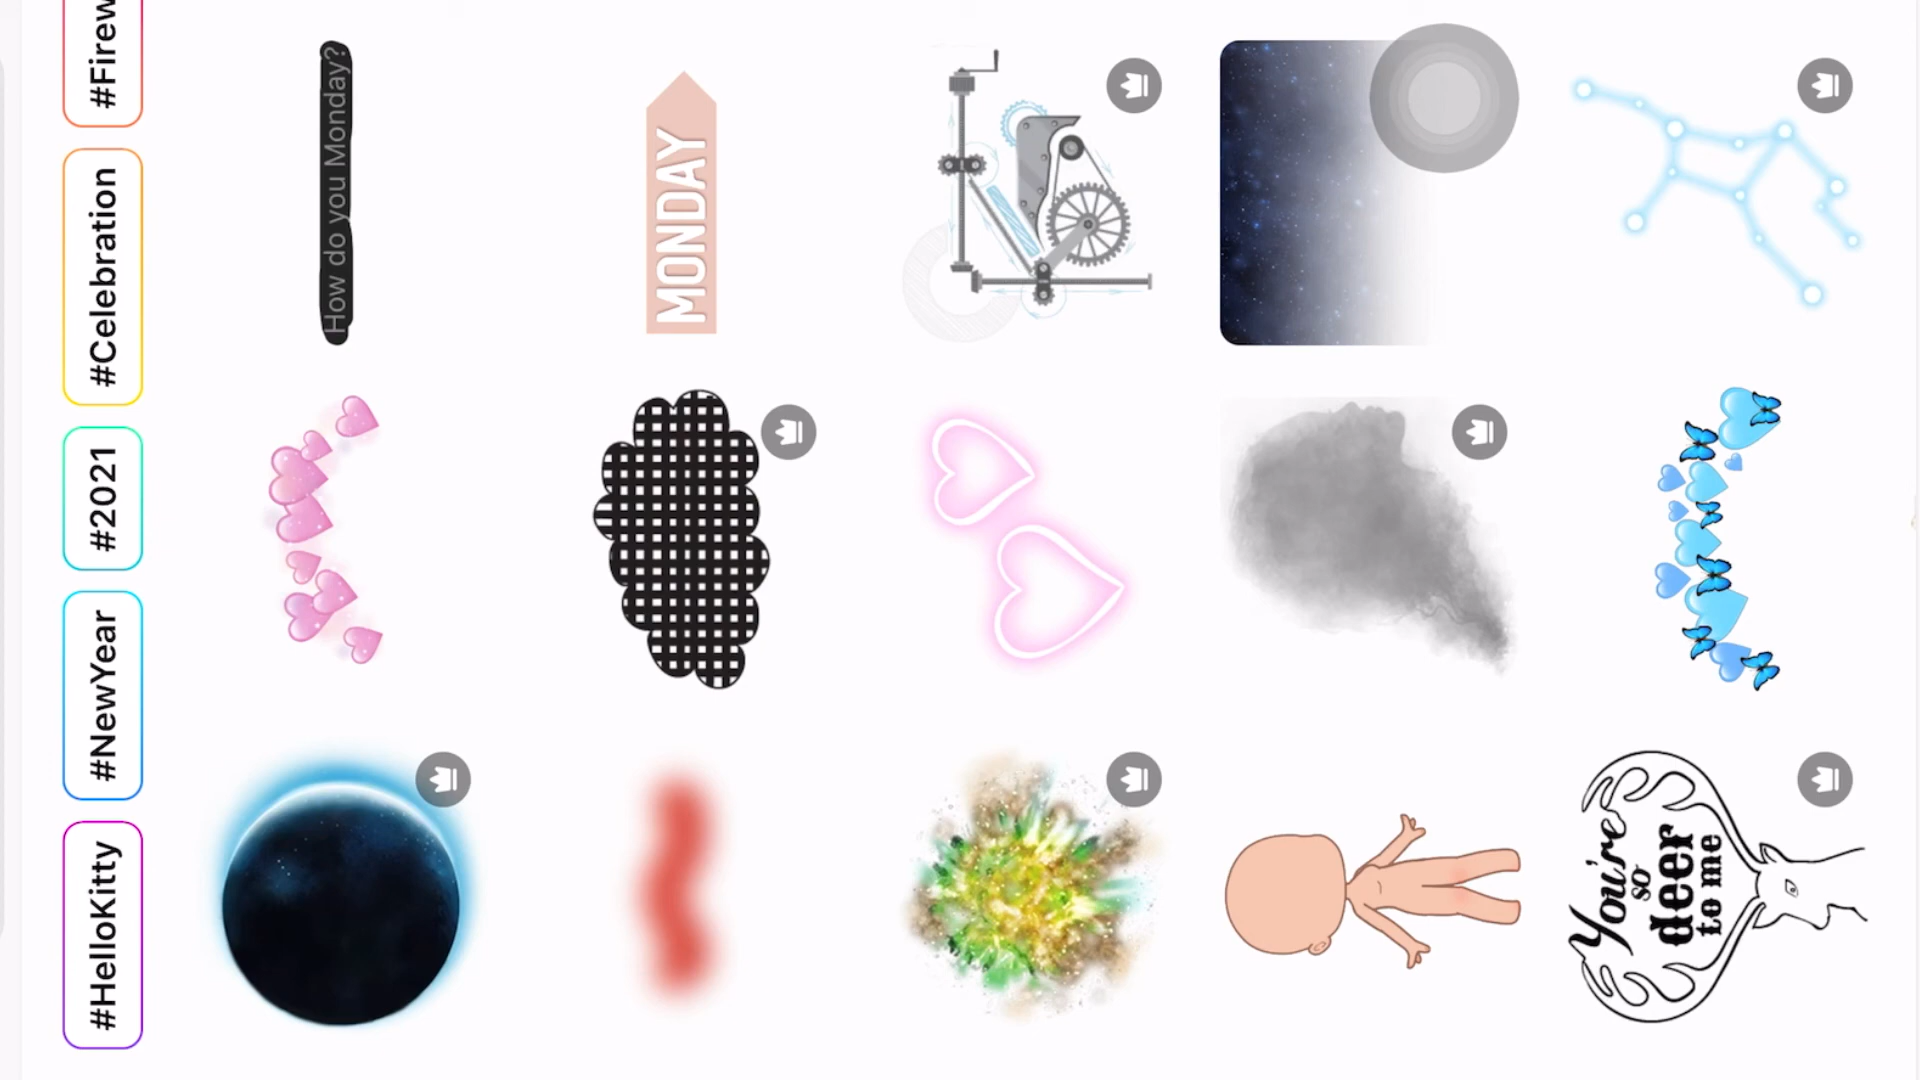 #HelloKitty #NewYear #2021 #Celebration #Firew
How do you Monday?
MONDAY
You're
so
deer
to me